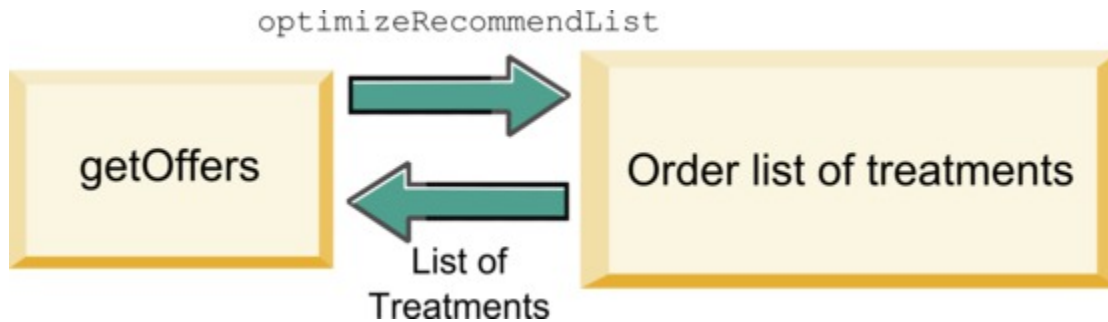 optimizeRecommendList
getOffers
Order list of treatments
List of
Treatments